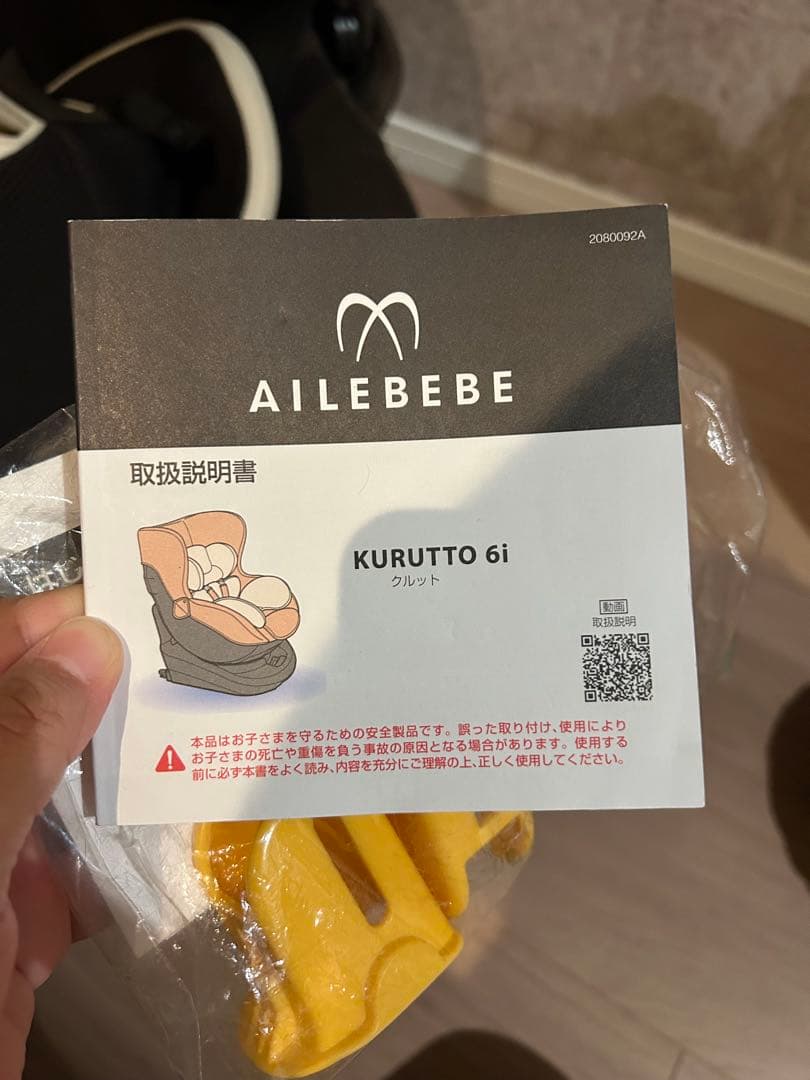 2080092A
AILEBEBE
取扱説明書
KURUTTO 6i
クルット
動画
取扱説明
本品はお子さまを守るための安全製品です。誤った取り付け、使用により
お子さまの死亡や重傷を負う事故の原因となる場合があります。使用する
前に必ず本書をよく読み、内容を充分にご理解の上、正しく使用してください。